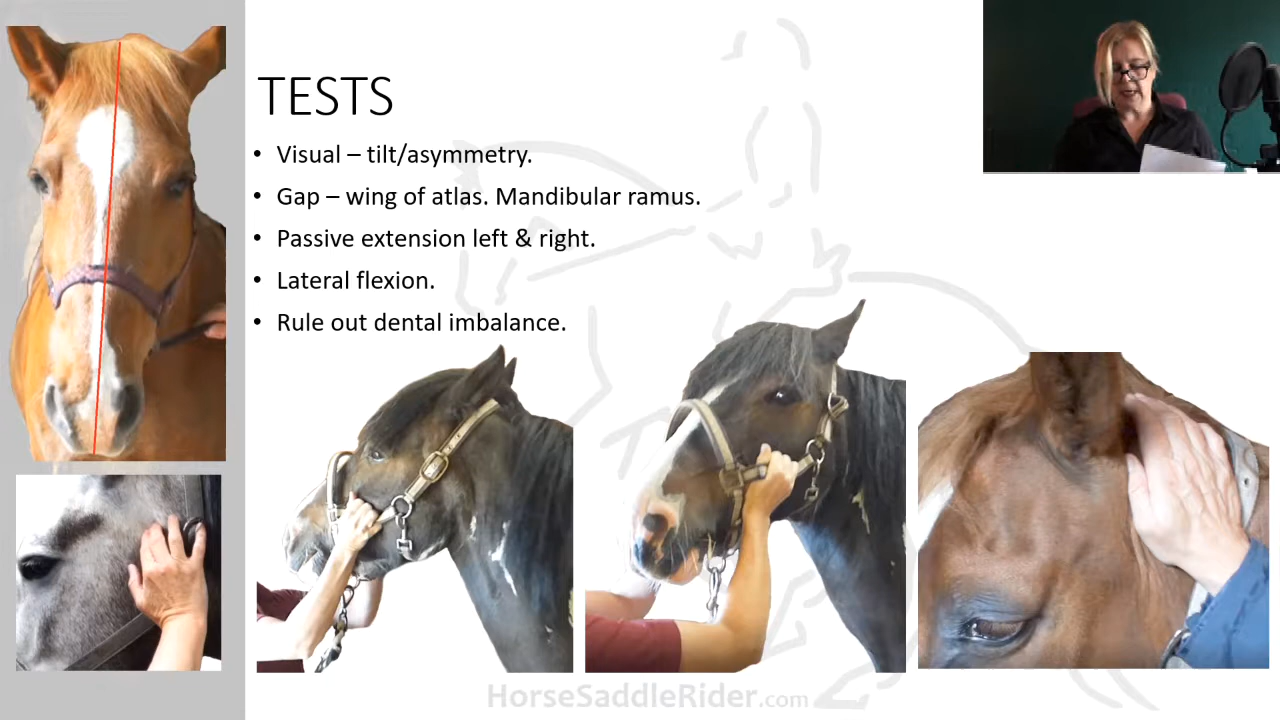 TESTS
• Visual – tilt/asymmetry.
• Gap – wing of atlas. Mandibular ramus.
• Passive extension left & right.
• Lateral flexion.
• Rule out dental imbalance.
HorseSaddleRider.com